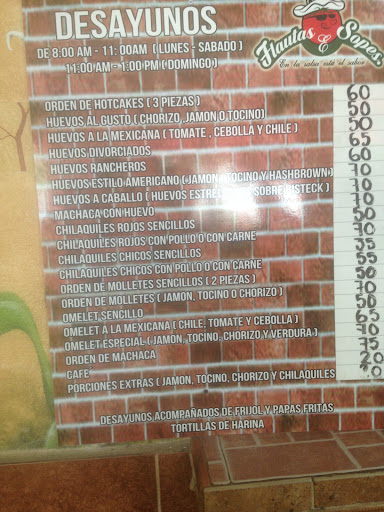 DESAYUNOS
DE 8:00 AM - 11:00AM ( LUNES - SABADO )
11:00 AM - 1:00 PM ( DOMINGO )
Flautas & Sopes
En la salsa está el sabor
ORDEN DE HOTCAKES ( 3 PIEZAS ) 60
HUEVOS AL GUSTO ( CHORIZO, JAMON O TOCINO) 50
HUEVOS A LA MEXICANA ( TOMATE , CEBOLLA Y CHILE ) 50
HUEVOS DIVORCIADOS 65
HUEVOS RANCHEROS 60
HUEVOS ESTILO AMERICANO ( JAMON, TOCINO Y HASHBROWN ) 70
HUEVOS A CABALLO ( HUEVOS SOBRE BISTECK ) 70
MACHACA CON HUEVO 70
CHILAQUILES ROJOS SENCILLOS 50
CHILAQUILES ROJOS CON POLLO O CON CARNE 70
CHILAQUILES CHICOS SENCILLOS 35
CHILAQUILES CHICOS CON POLLO O CON CARNE 55
ORDEN DE MOLLETES SENCILLOS ( 2 PIEZAS ) 50
ORDEN DE MOLLETES ( JAMON, TOCINO O CHORIZO ) 70
OMELET SENCILLO 50
OMELET A LA MEXICANA ( CHILE, TOMATE Y CEBOLLA ) 65
OMELET ESPECIAL ( JAMON, TOCINO, CHORIZO Y VERDURA ) 70
ORDEN DE MACHACA 75
CAFE 20
PORCIONES EXTRAS ( JAMON, TOCINO, CHORIZO Y CHILAQUILES
DESAYUNOS ACOMPAÑADOS DE FRIJOL Y PAPAS FRITAS
TORTILLAS DE HARINA